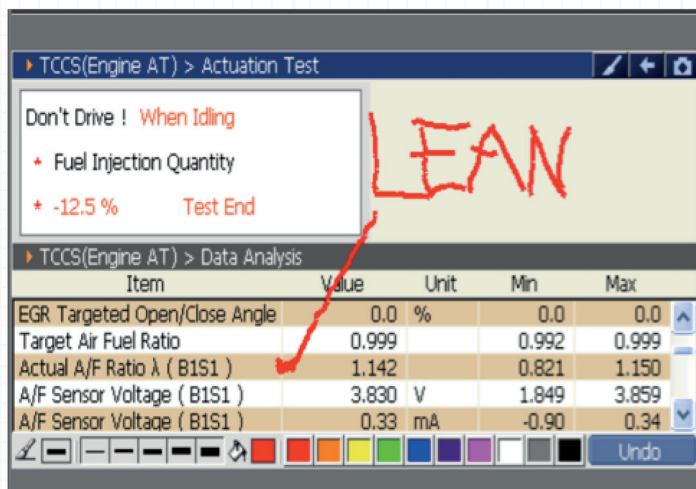 TCCS(Engine AT) > Actuation Test
Don't Drive ! When Idling
* Fuel Injection Quantity
* -12.5 % Test End
LEAN
TCCS(Engine AT) > Data Analysis
Item Value Unit Min Max
EGR Targeted Open/Close Angle 0.0 % 0.0 0.0
Target Air Fuel Ratio 0.999 0.992 0.999
Actual A/F Ratio λ ( B1S1 ) 1.142 0.821 1.150
A/F Sensor Voltage ( B1S1 ) 3.830 V 1.849 3.859
A/F Sensor Voltage ( B1S1 ) 0.33 mA -0.90 0.34
Undo